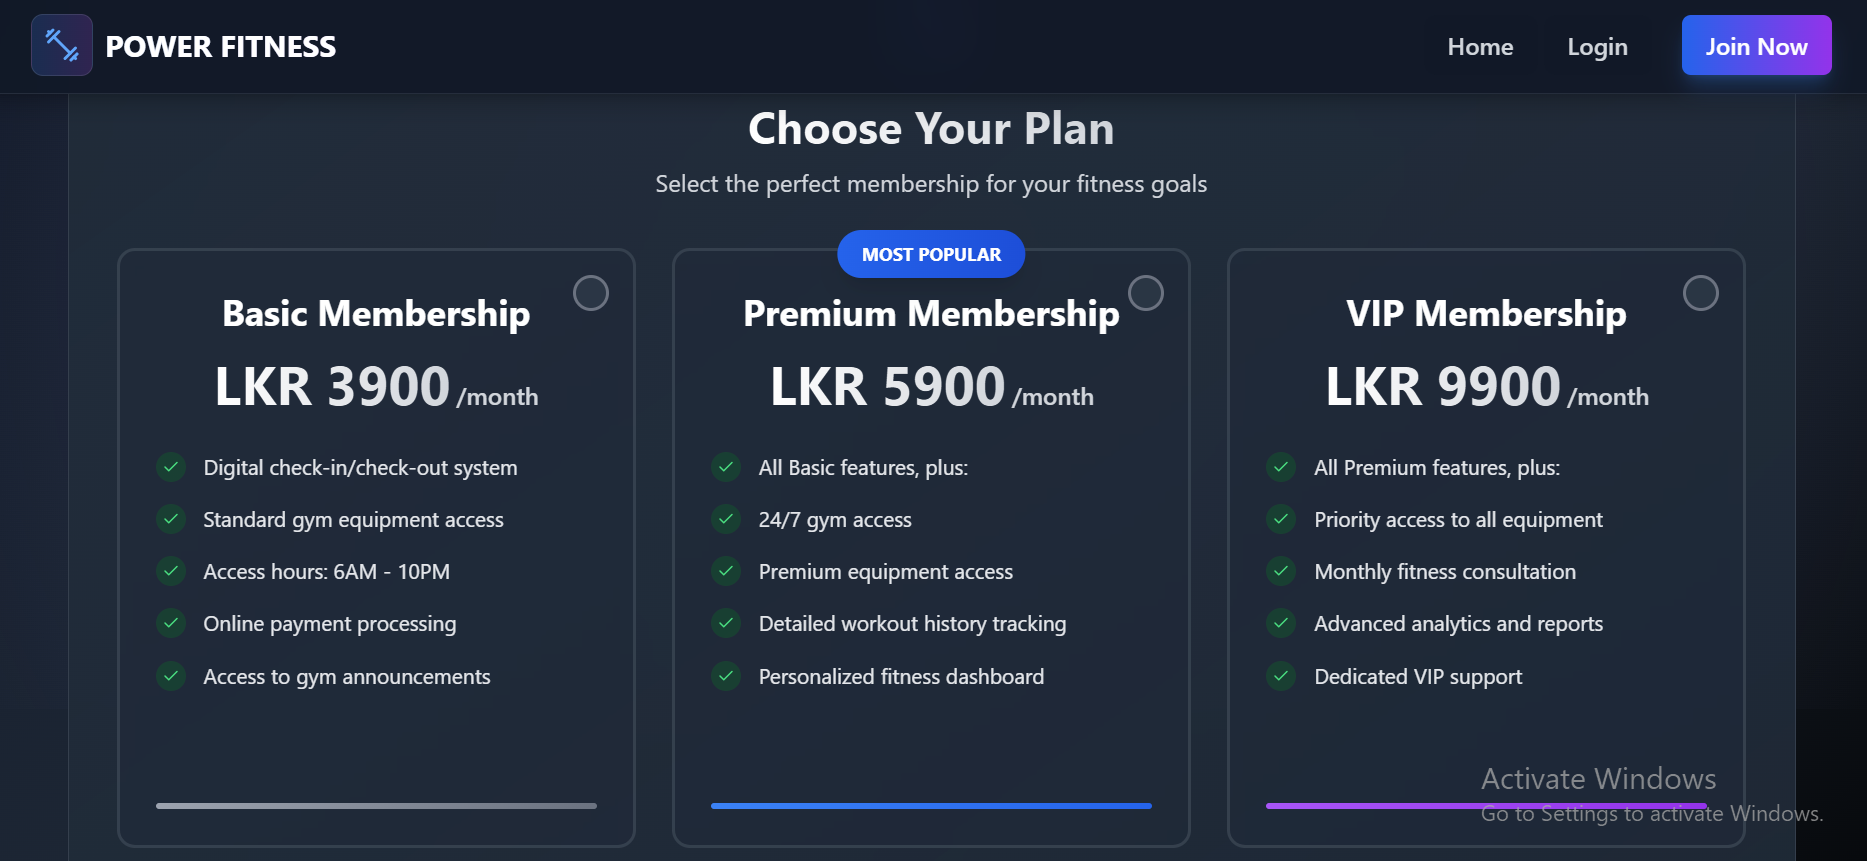 POWER FITNESS
Home
Login
Join Now
Choose Your Plan
Select the perfect membership for your fitness goals
Basic Membership
LKR 3900 /month
Digital check-in/check-out system
Standard gym equipment access
Access hours: 6AM - 10PM
Online payment processing
Access to gym announcements
MOST POPULAR
Premium Membership
LKR 5900 /month
All Basic features, plus:
24/7 gym access
Premium equipment access
Detailed workout history tracking
Personalized fitness dashboard
VIP Membership
LKR 9900 /month
All Premium features, plus:
Priority access to all equipment
Monthly fitness consultation
Advanced analytics and reports
Dedicated VIP support
Activate Windows
Go to Settings to activate Windows.